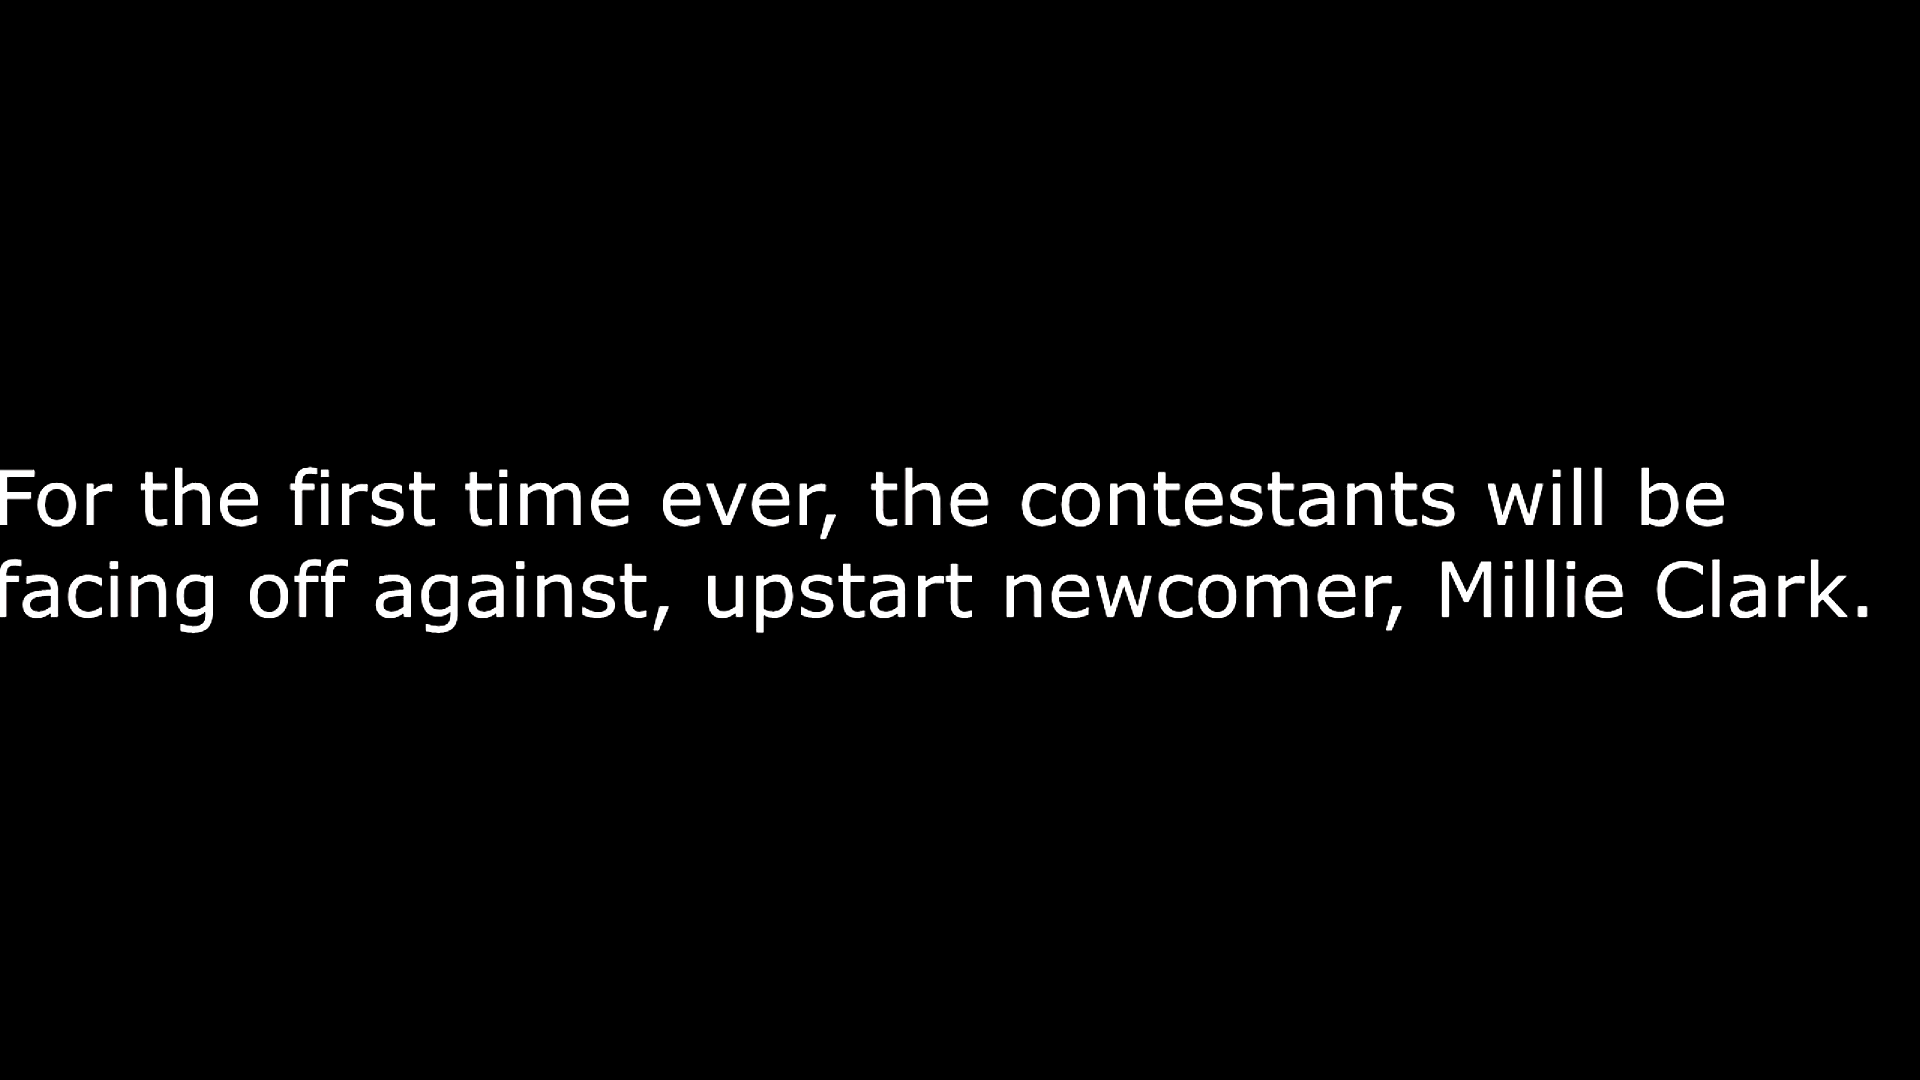 For the first time ever, the contestants will be
facing off against, upstart newcomer, Millie Clark.